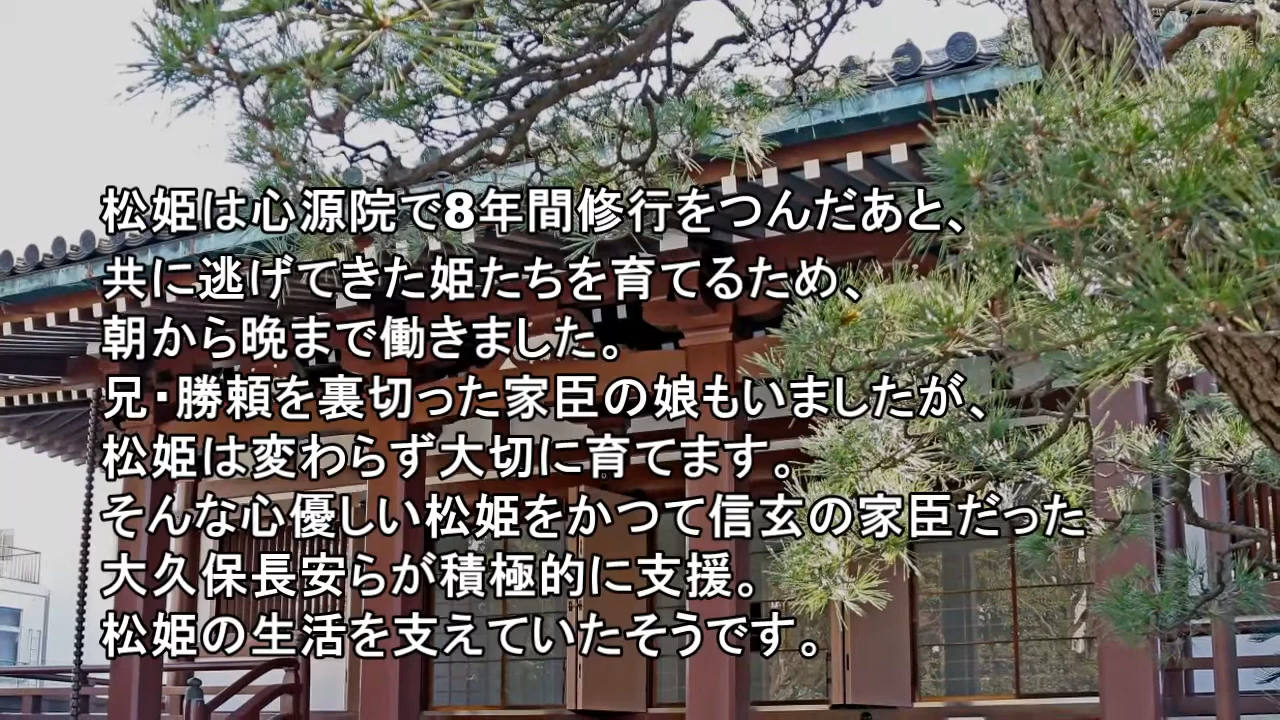 松姫は心源院で8年間修行をつんだあと、
共に逃げてきた姫たちを育てるため、
朝から晩まで働きました。
兄・勝頼を裏切った家臣の娘もいましたが、
松姫は変わらず大切に育てます。
そんな心優しい松姫をかつて信玄の家臣だった
大久保長安らが積極的に支援。
松姫の生活を支えていたそうです。